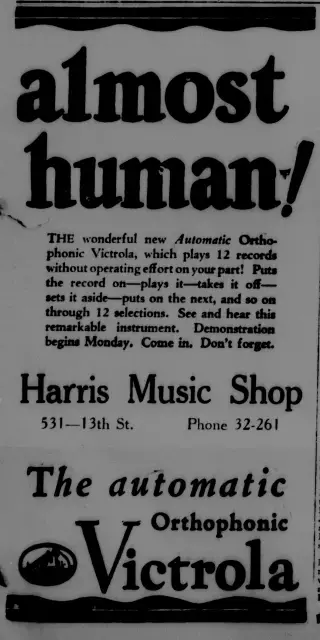 almost
human!
THE wonderful new Automatic Ortho-
phonic Victrola, which plays 12 records
without operating effort on your part! Puts
the record on—plays it—takes it off—
sets it aside—puts on the next, and so on
through 12 selections. See and hear this
remarkable instrument. Demonstration
begins Monday. Come in. Don't forget.
Harris Music Shop
531—13th St. Phone 32-261
The automatic
Orthophonic
Victrola